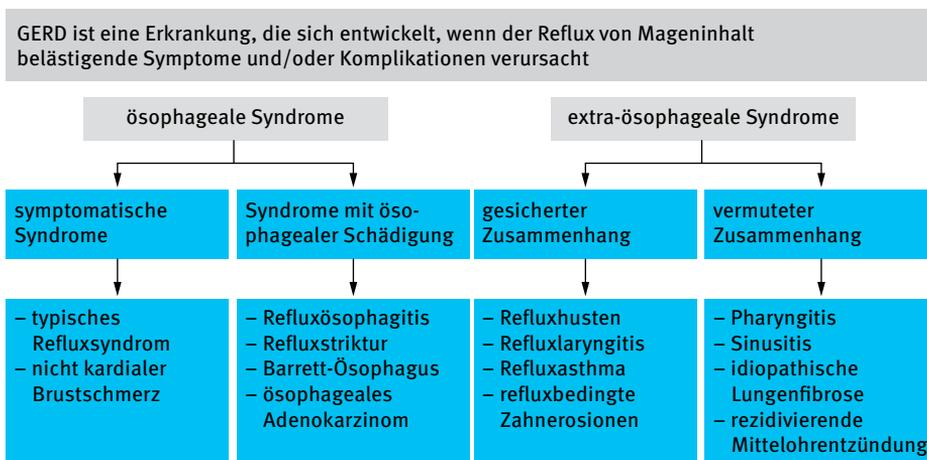 GERD ist eine Erkrankung, die sich entwickelt, wenn der Reflux von Mageninhalt
belästigende Symptome und/oder Komplikationen verursacht
ösophageale Syndrome
extra-ösophageale Syndrome
symptomatische
Syndrome
Syndrome mit öso-
phagealer Schädigung
gesicherter
Zusammenhang
vermuteter
Zusammenhang
– typisches
Refluxsyndrom
– nicht kardialer
Brustschmerz
– Refluxösophagitis
– Refluxstriktur
– Barrett-Ösophagus
– ösophageales
Adenokarzinom
– Refluxhusten
– Refluxlaryngitis
– Refluxasthma
– refluxbedingte
Zahnerosionen
– Pharyngitis
– Sinusitis
– idiopathische
Lungenfibrose
– rezidivierende
Mittelohrentzündung